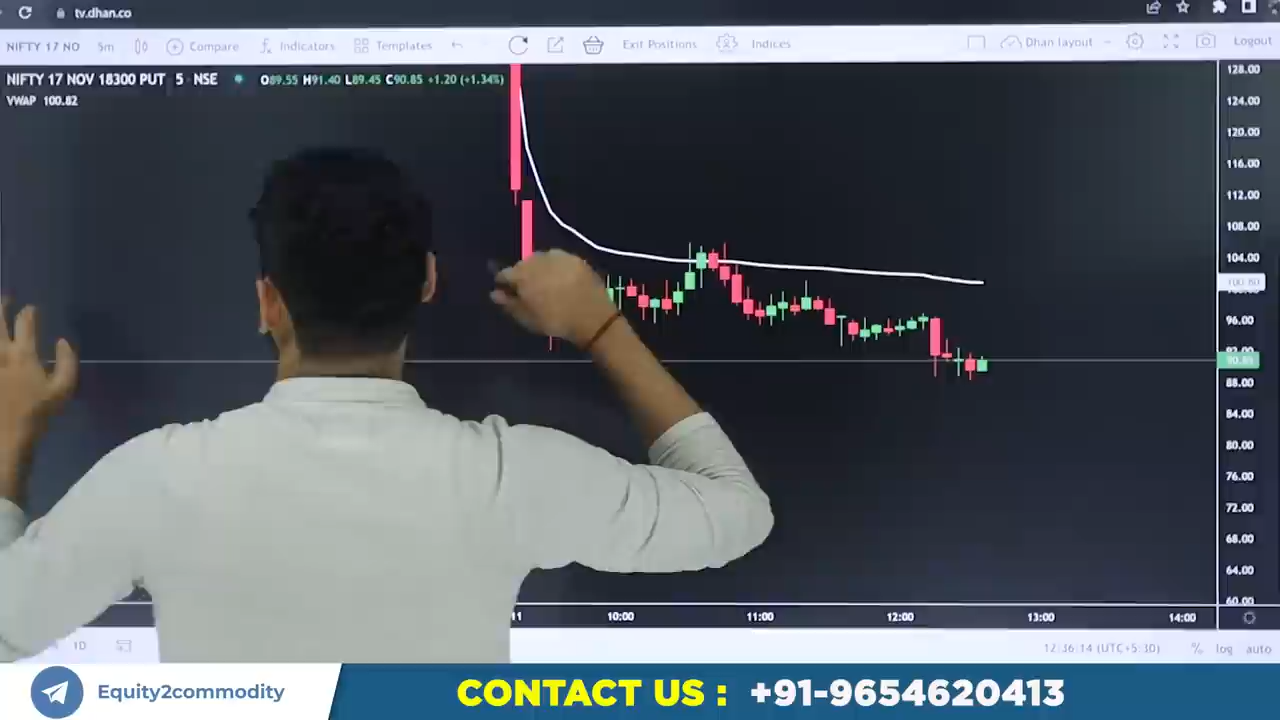 tv.dhan.co
NIFTY 17 NO 5m Compare Indicators Templates Exit Positions Indices Dhan layout Logout
NIFTY 17 NOV 18300 PUT 5 NSE O89.55 H91.40 L89.45 C90.85 +1.20 (+1.34%)
VWAP 100.82
128.00
124.00
120.00
116.00
112.00
108.00
104.00
100.80
96.00
92.00
90.85
88.00
84.00
80.00
76.00
72.00
68.00
64.00
60.00
11 10:00 11:00 12:00 13:00 14:00
1D 12:36:14 (UTC+5:30) % log auto
Equity2commodity
CONTACT US : +91-9654620413